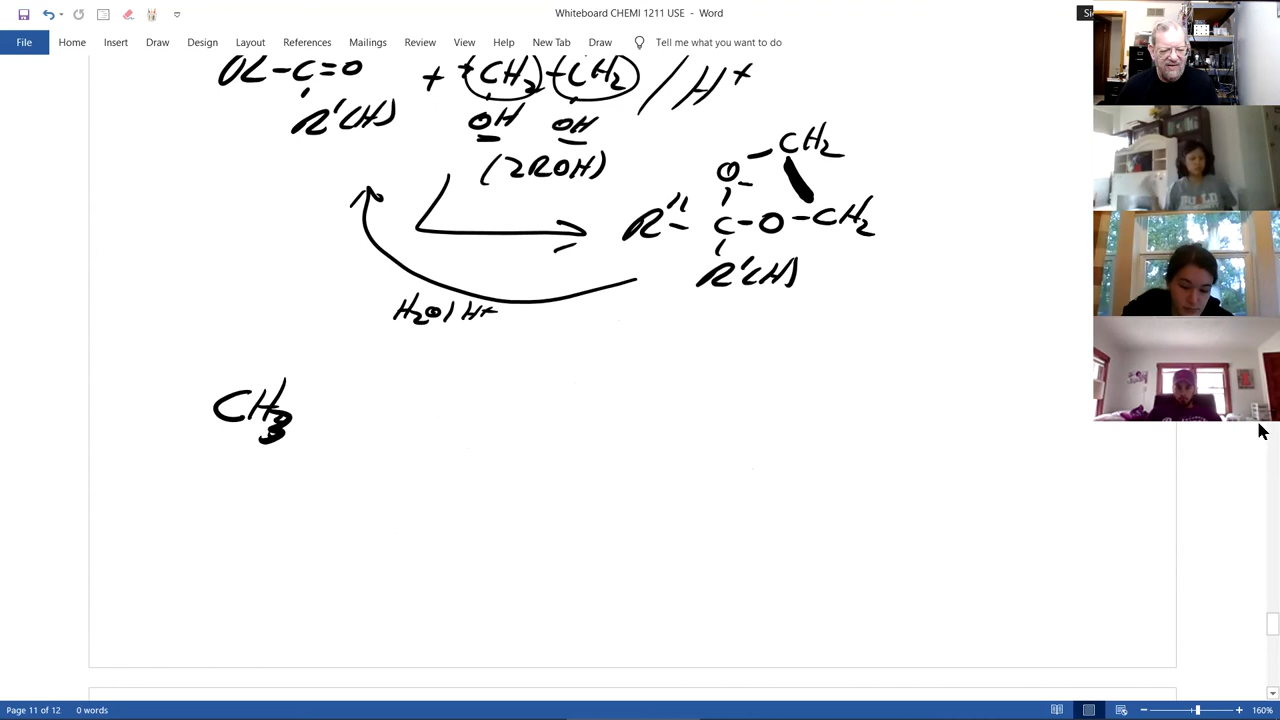 Whiteboard CHEMI 1211 USE - Word
File Home Insert Draw Design Layout References Mailings Review View Help New Tab Draw Tell me what you want to do
-C=O + (CH2)-(CH2) / H+
R'(H) OH OH
(2ROH)
O - CH2
R" - C - O - CH2
R'(H)
H2O/H+
CH3
Page 11 of 12 0 words 160%